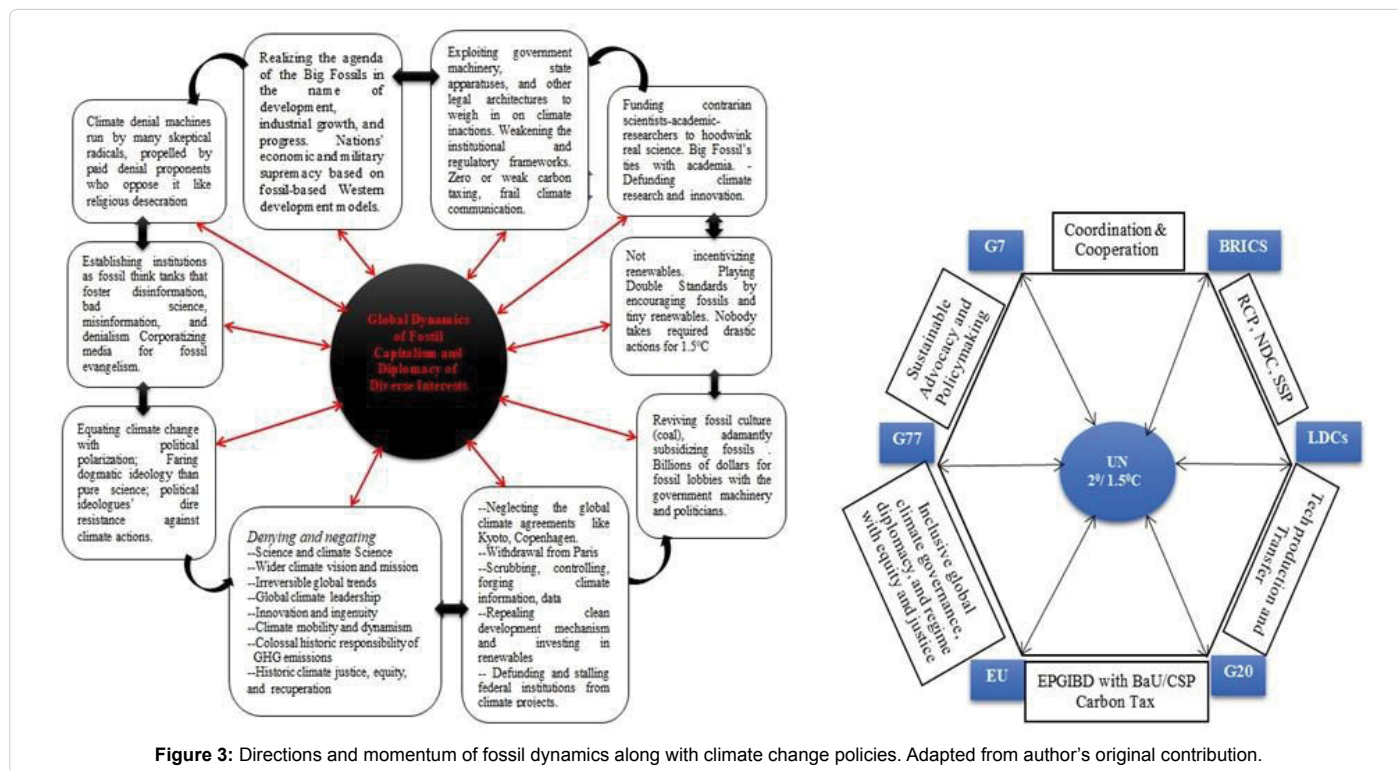 Realizing the agenda
of the Big Fossils in
the name of
development,
industrial growth, and
progress. Nations'
economic and military
supremacy based on
fossil-based Western
development models.
Exploiting government
machinery, state
apparatuses, and other
legal architectures to
weigh in on climate
inactions. Weakening the
institutional and
regulatory frameworks.
Zero or weak carbon
taxing, frail climate
communication.
Funding contrarian
scientists-academic-
researchers to hoodwink
real science. Big Fossil's
ties with academia. -
Defunding climate
research and innovation.
Not incentivizing
renewables. Playing
Double Standards by
encouraging fossils and
tiny renewables. Nobody
takes required drastic
actions for 1.5⁰C
Reviving fossil culture
(coal), adamantly
subsidizing fossils .
Billions of dollars for
fossil lobbies with the
government machinery
and politicians.
--Neglecting the global
climate agreements like
Kyoto, Copenhagen.
--Withdrawal from Paris
--Scrubbing, controlling,
forging climate
information, data
--Repealing clean
development mechanism
and investing in
renewables
-- Defunding and stalling
federal institutions from
climate projects.
Denying and negating
--Science and climate Science
--Wider climate vision and mission
--Irreversible global trends
--Global climate leadership
--Innovation and ingenuity
--Climate mobility and dynamism
--Colossal historic responsibility of
GHG emissions
--Historic climate justice, equity,
and recuperation
Equating climate change
with political
polarization; Faring
dogmatic ideology than
pure science; political
ideologues' dire
resistance against
climate actions.
Establishing institutions
as fossil think tanks that
foster disinformation,
bad science,
misinformation, and
denialism Corporatizing
media for fossil
evangelism.
Climate denial machines
run by many skeptical
radicals, propelled by
paid denial proponents
who oppose it like
religious desecration
Global Dynamics
of Fossil
Capitalism and
Diplomacy of
Diverse Interests
G7
Coordination &
Cooperation
BRICS
RCP, NDC, SSP
LDCs
Tech production and
Transfer
G20
EPGIBD with BaU/CSP
Carbon Tax
EU
Inclusive global
climate governance,
diplomacy, and regime
with equity and justice
G77
Sustainable
Advocacy and
Policymaking
UN
2⁰/ 1.5⁰C
Figure 3: Directions and momentum of fossil dynamics along with climate change policies. Adapted from author's original contribution.